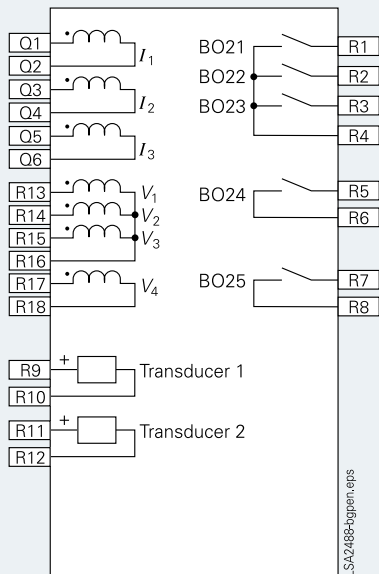 Q1
Q2
I1
Q3
Q4
I2
Q5
Q6
I3
R13
V1
R14
V2
R15
V3
R16
R17
V4
R18
R9
+
Transducer 1
R10
R11
+
Transducer 2
R12
BO21
R1
BO22
R2
BO23
R3
R4
BO24
R5
R6
BO25
R7
R8
LSA2488-bgpen.eps